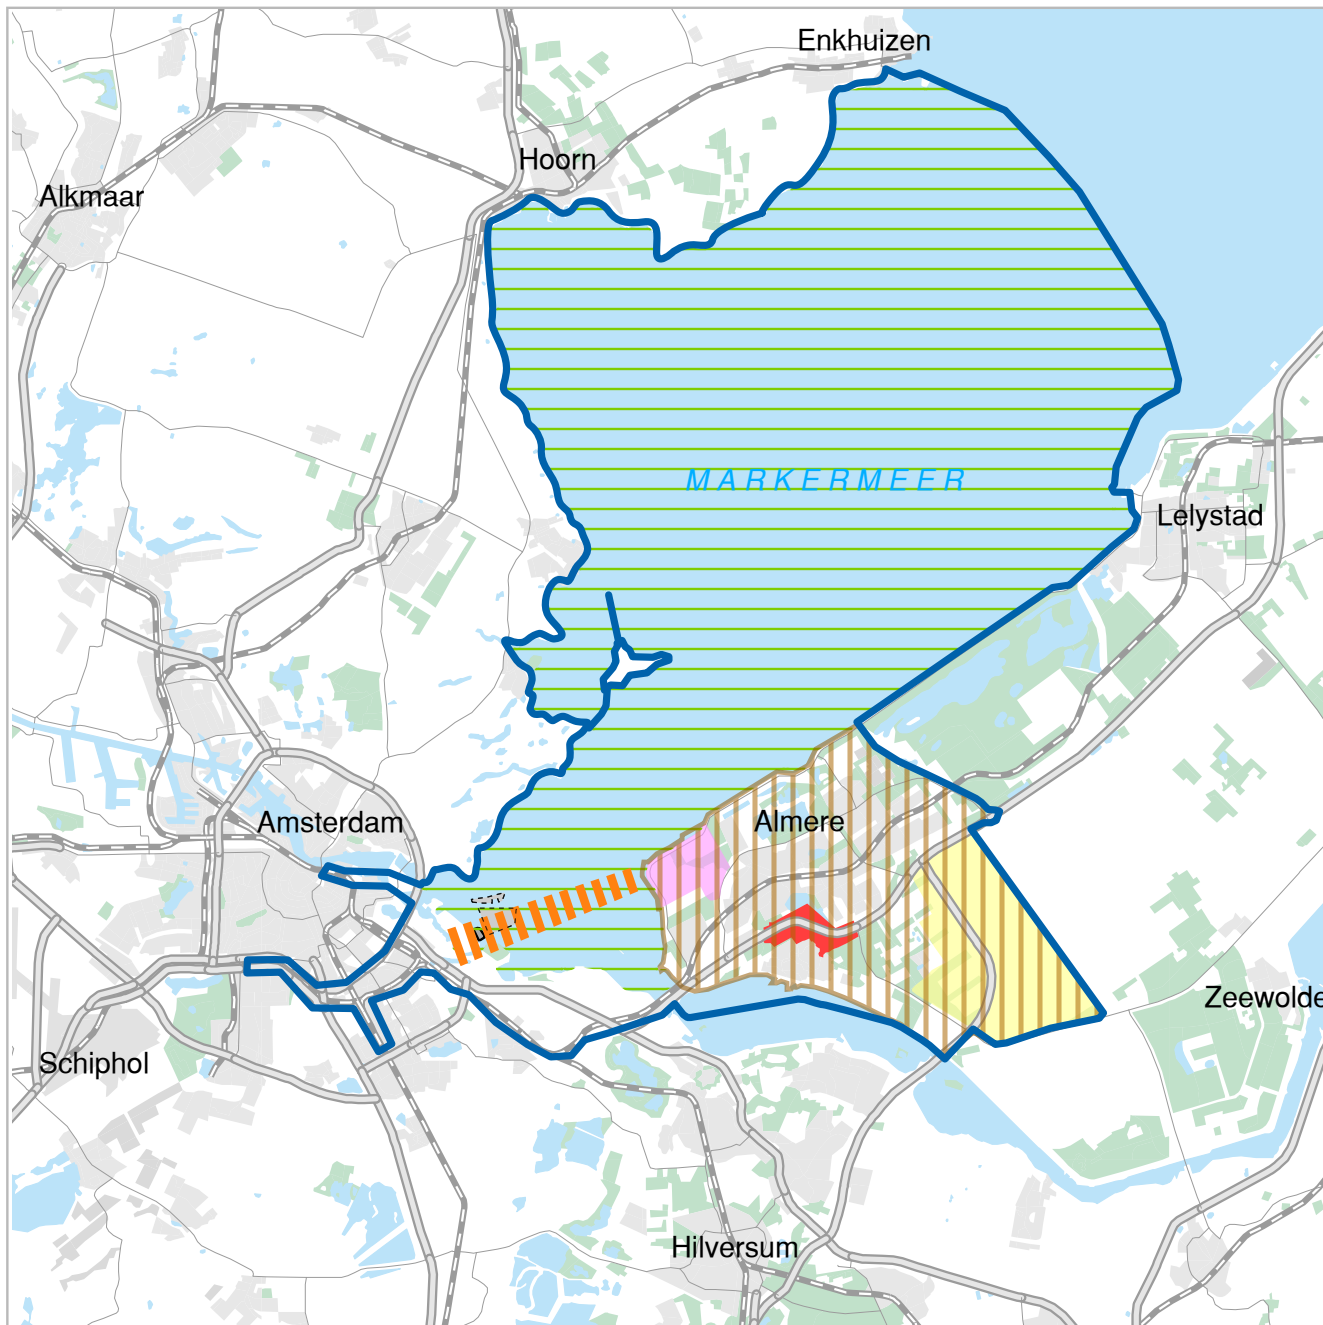 Enkhuizen
Hoorn
Alkmaar
MARKERMEER
Lelystad
Almere
Amsterdam
Zeewolde
Schiphol
Hilversum